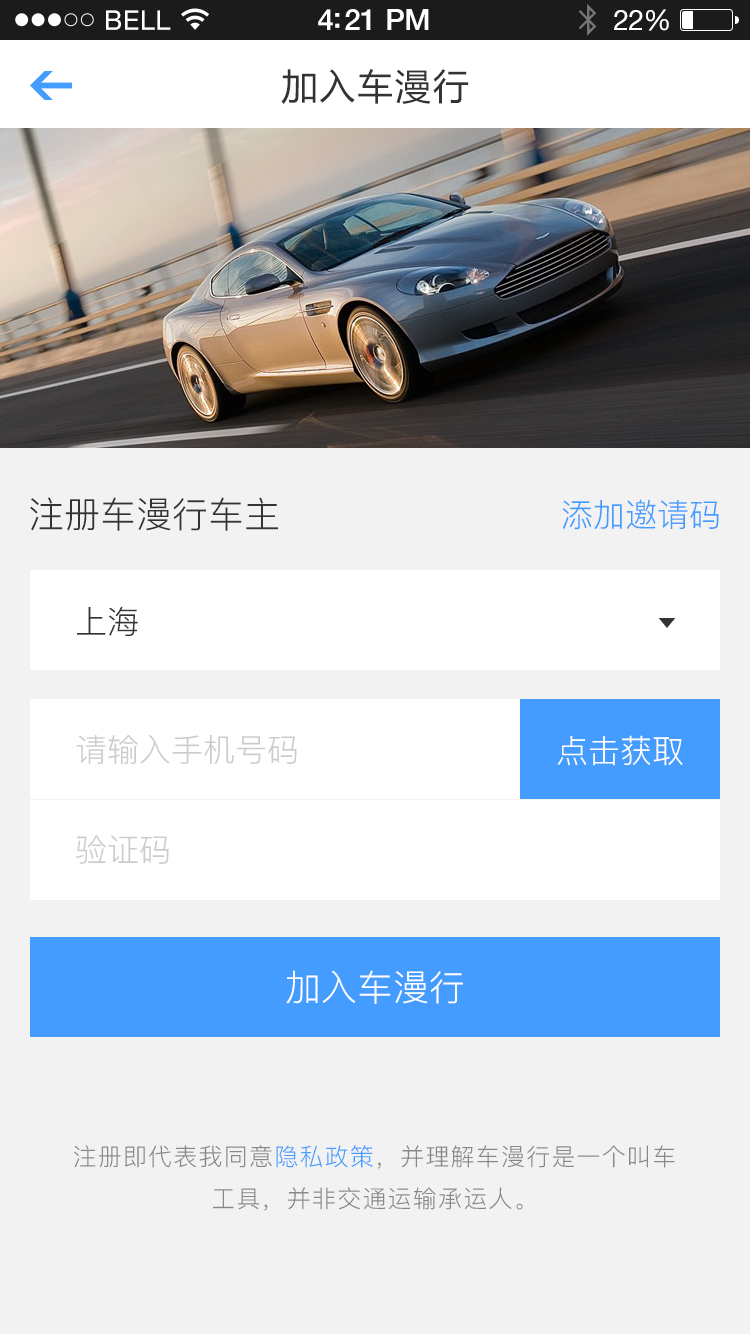 BELL 4:21 PM 22%
加入车漫行
注册车漫行车主 添加邀请码
上海
请输入手机号码 点击获取
验证码
加入车漫行
注册即代表我同意隐私政策，并理解车漫行是一个叫车
工具，并非交通运输承运人。